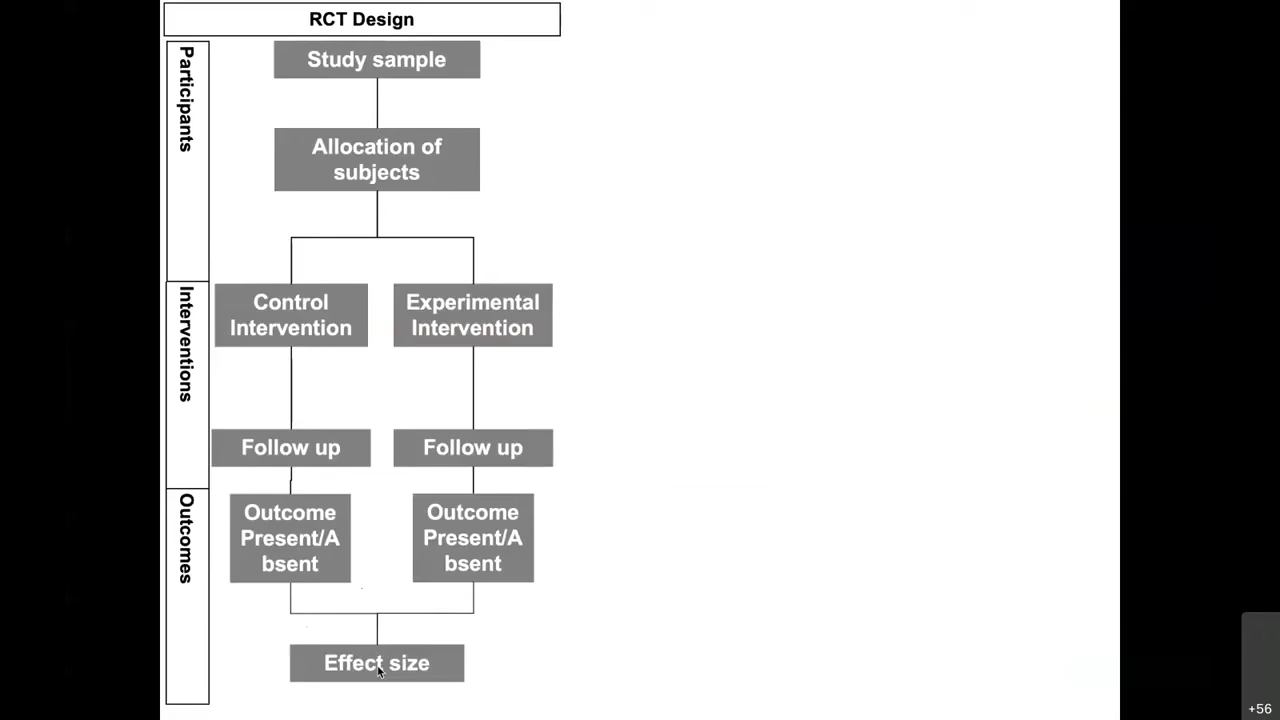 RCT Design
Participants
Study sample
Allocation of
subjects
Interventions
Control
Intervention
Experimental
Intervention
Follow up
Follow up
Outcomes
Outcome
Present/A
bsent
Outcome
Present/A
bsent
Effect size
+56